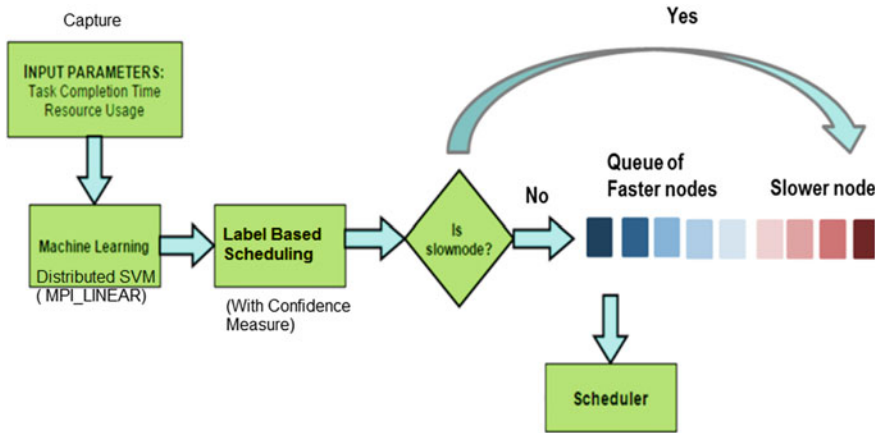 Capture
INPUT PARAMETERS:
Task Completion Time
Resource Usage
Machine Learning
Distributed SVM
( MPI_LINEAR)
Label Based
Scheduling
(With Confidence
Measure)
Is
slownode?
Yes
No
Queue of
Faster nodes
Slower node
Scheduler